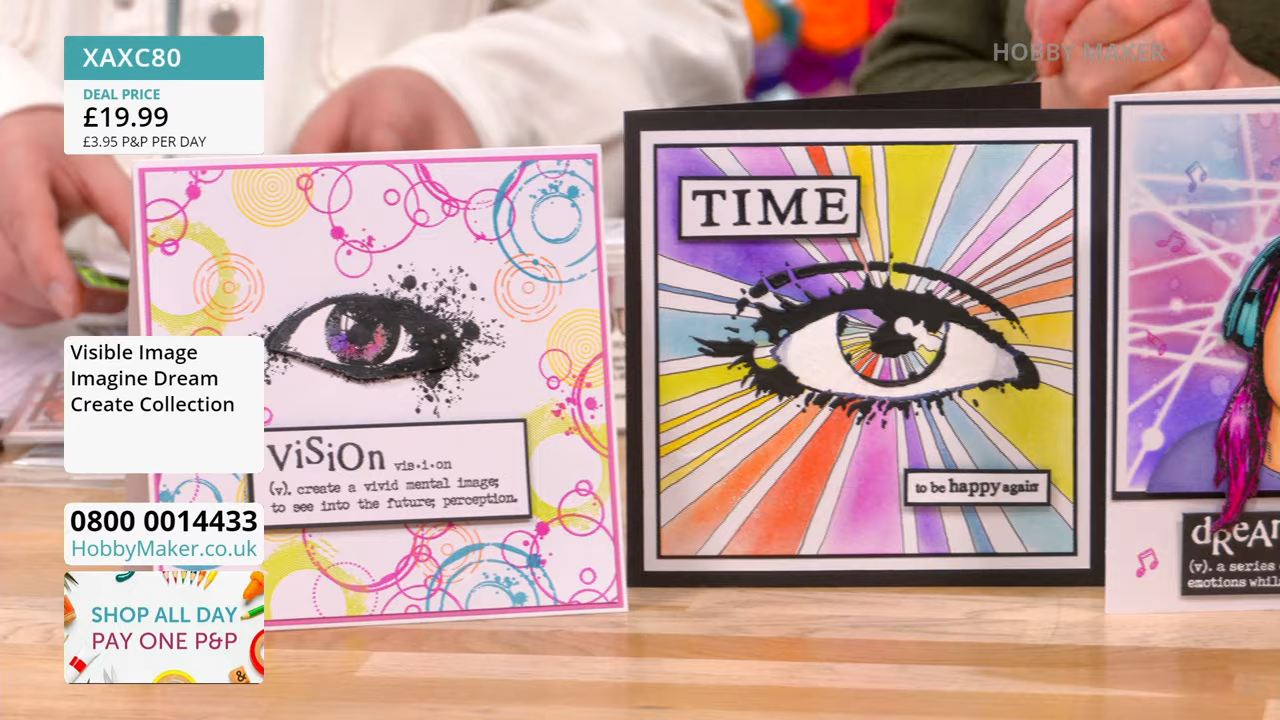 XAXC80
DEAL PRICE
£19.99
£3.95 P&P PER DAY
HOBBY MAKER
TIME
Visible Image
Imagine Dream
Create Collection
ViSiOn vis•i•on
(v). create a vivid mental image;
to see into the future; perception.
to be happy again
dReA
(v). a series
emotions whil
0800 0014433
HobbyMaker.co.uk
SHOP ALL DAY
PAY ONE P&P
&